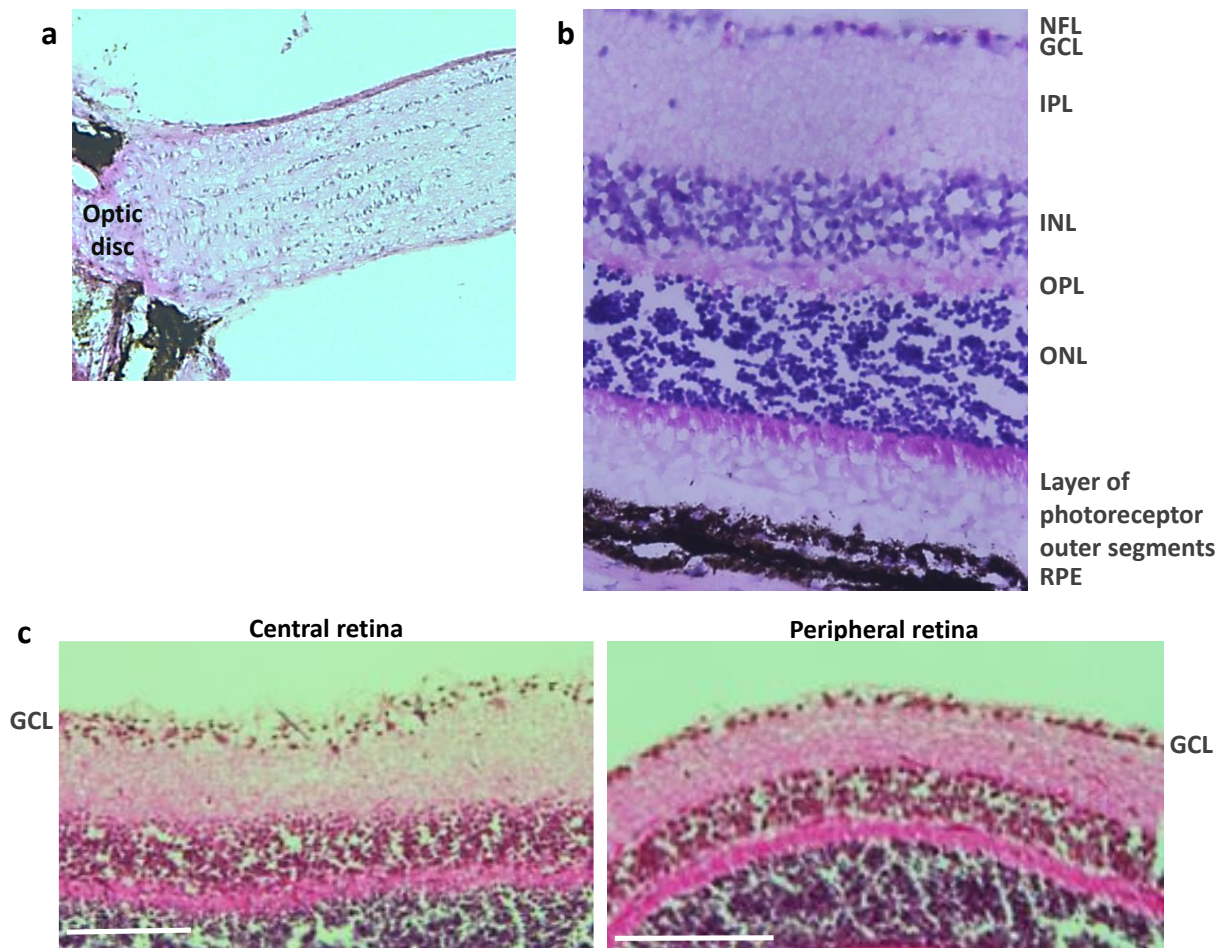 a
Optic
disc
b
NFL
GCL
IPL
INL
OPL
ONL
Layer of
photoreceptor
outer segments
RPE
c
Central retina
Peripheral retina
GCL
GCL